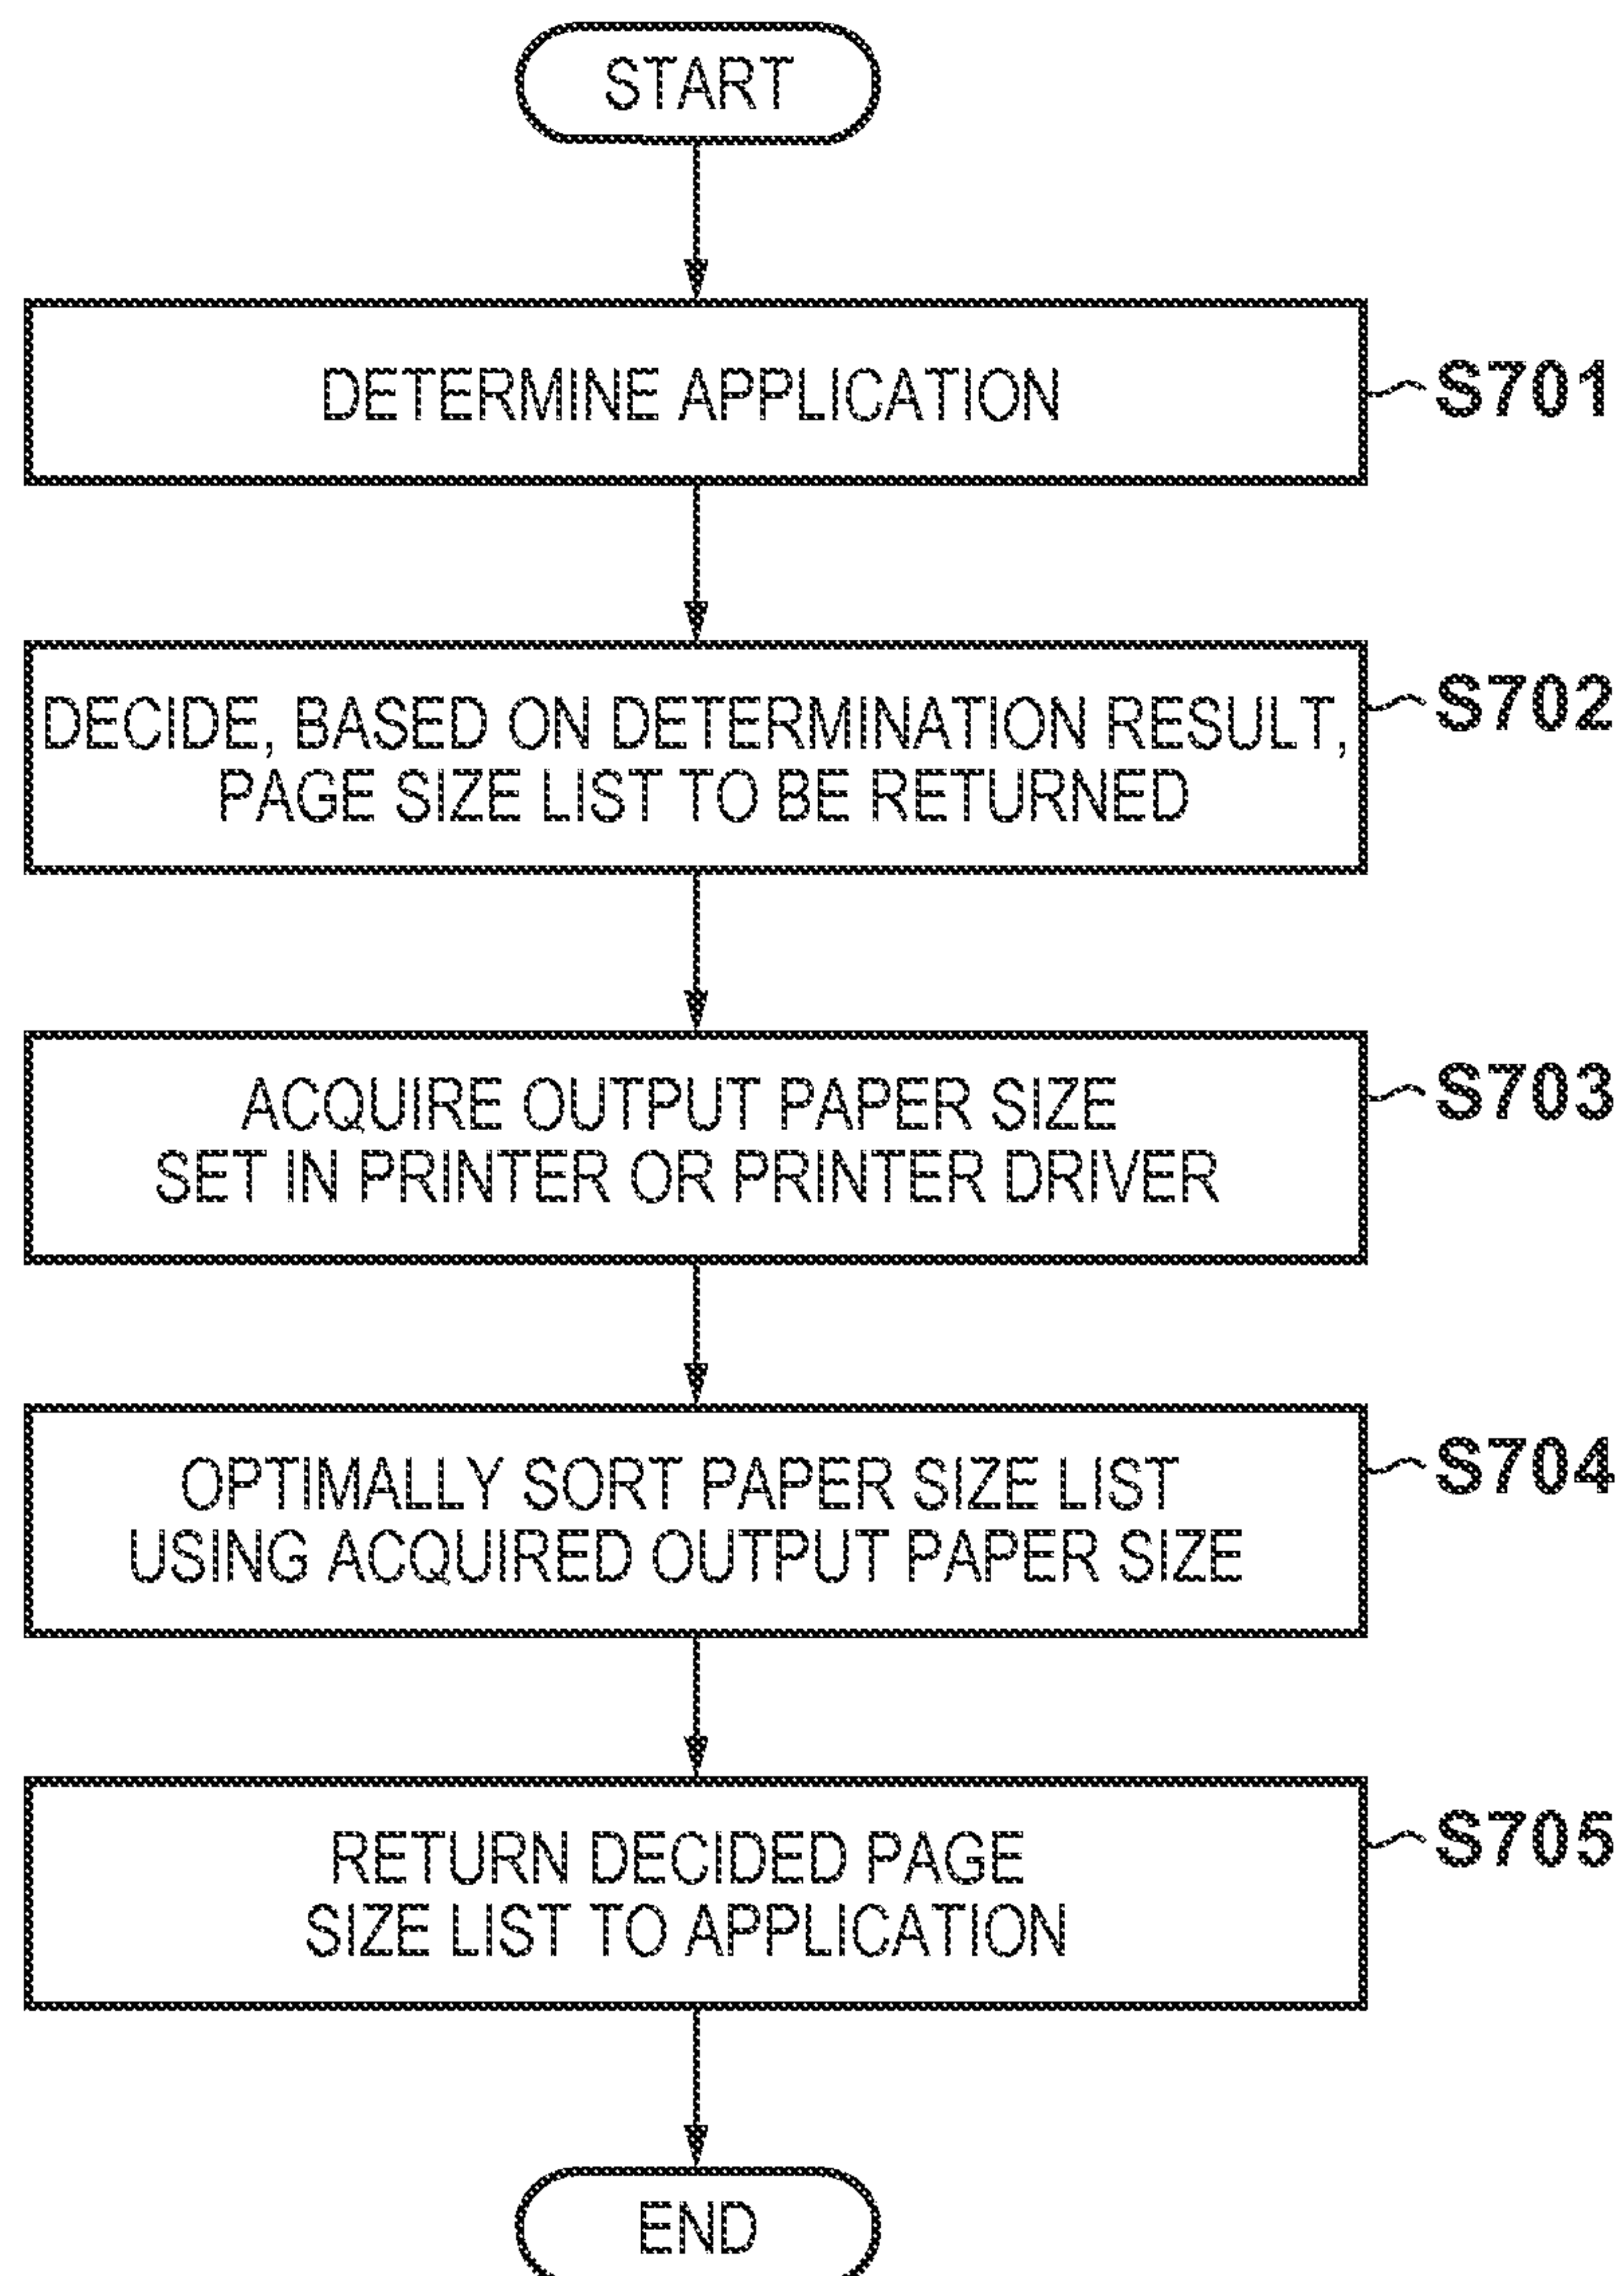 START
DETERMINE APPLICATION
S701
DECIDE, BASED ON DETERMINATION RESULT,
PAGE SIZE LIST TO BE RETURNED
S702
ACQUIRE OUTPUT PAPER SIZE
SET IN PRINTER OR PRINTER DRIVER
S703
OPTIMALLY SORT PAPER SIZE LIST
USING ACQUIRED OUTPUT PAPER SIZE
S704
RETURN DECIDED PAGE
SIZE LIST TO APPLICATION
S705
END